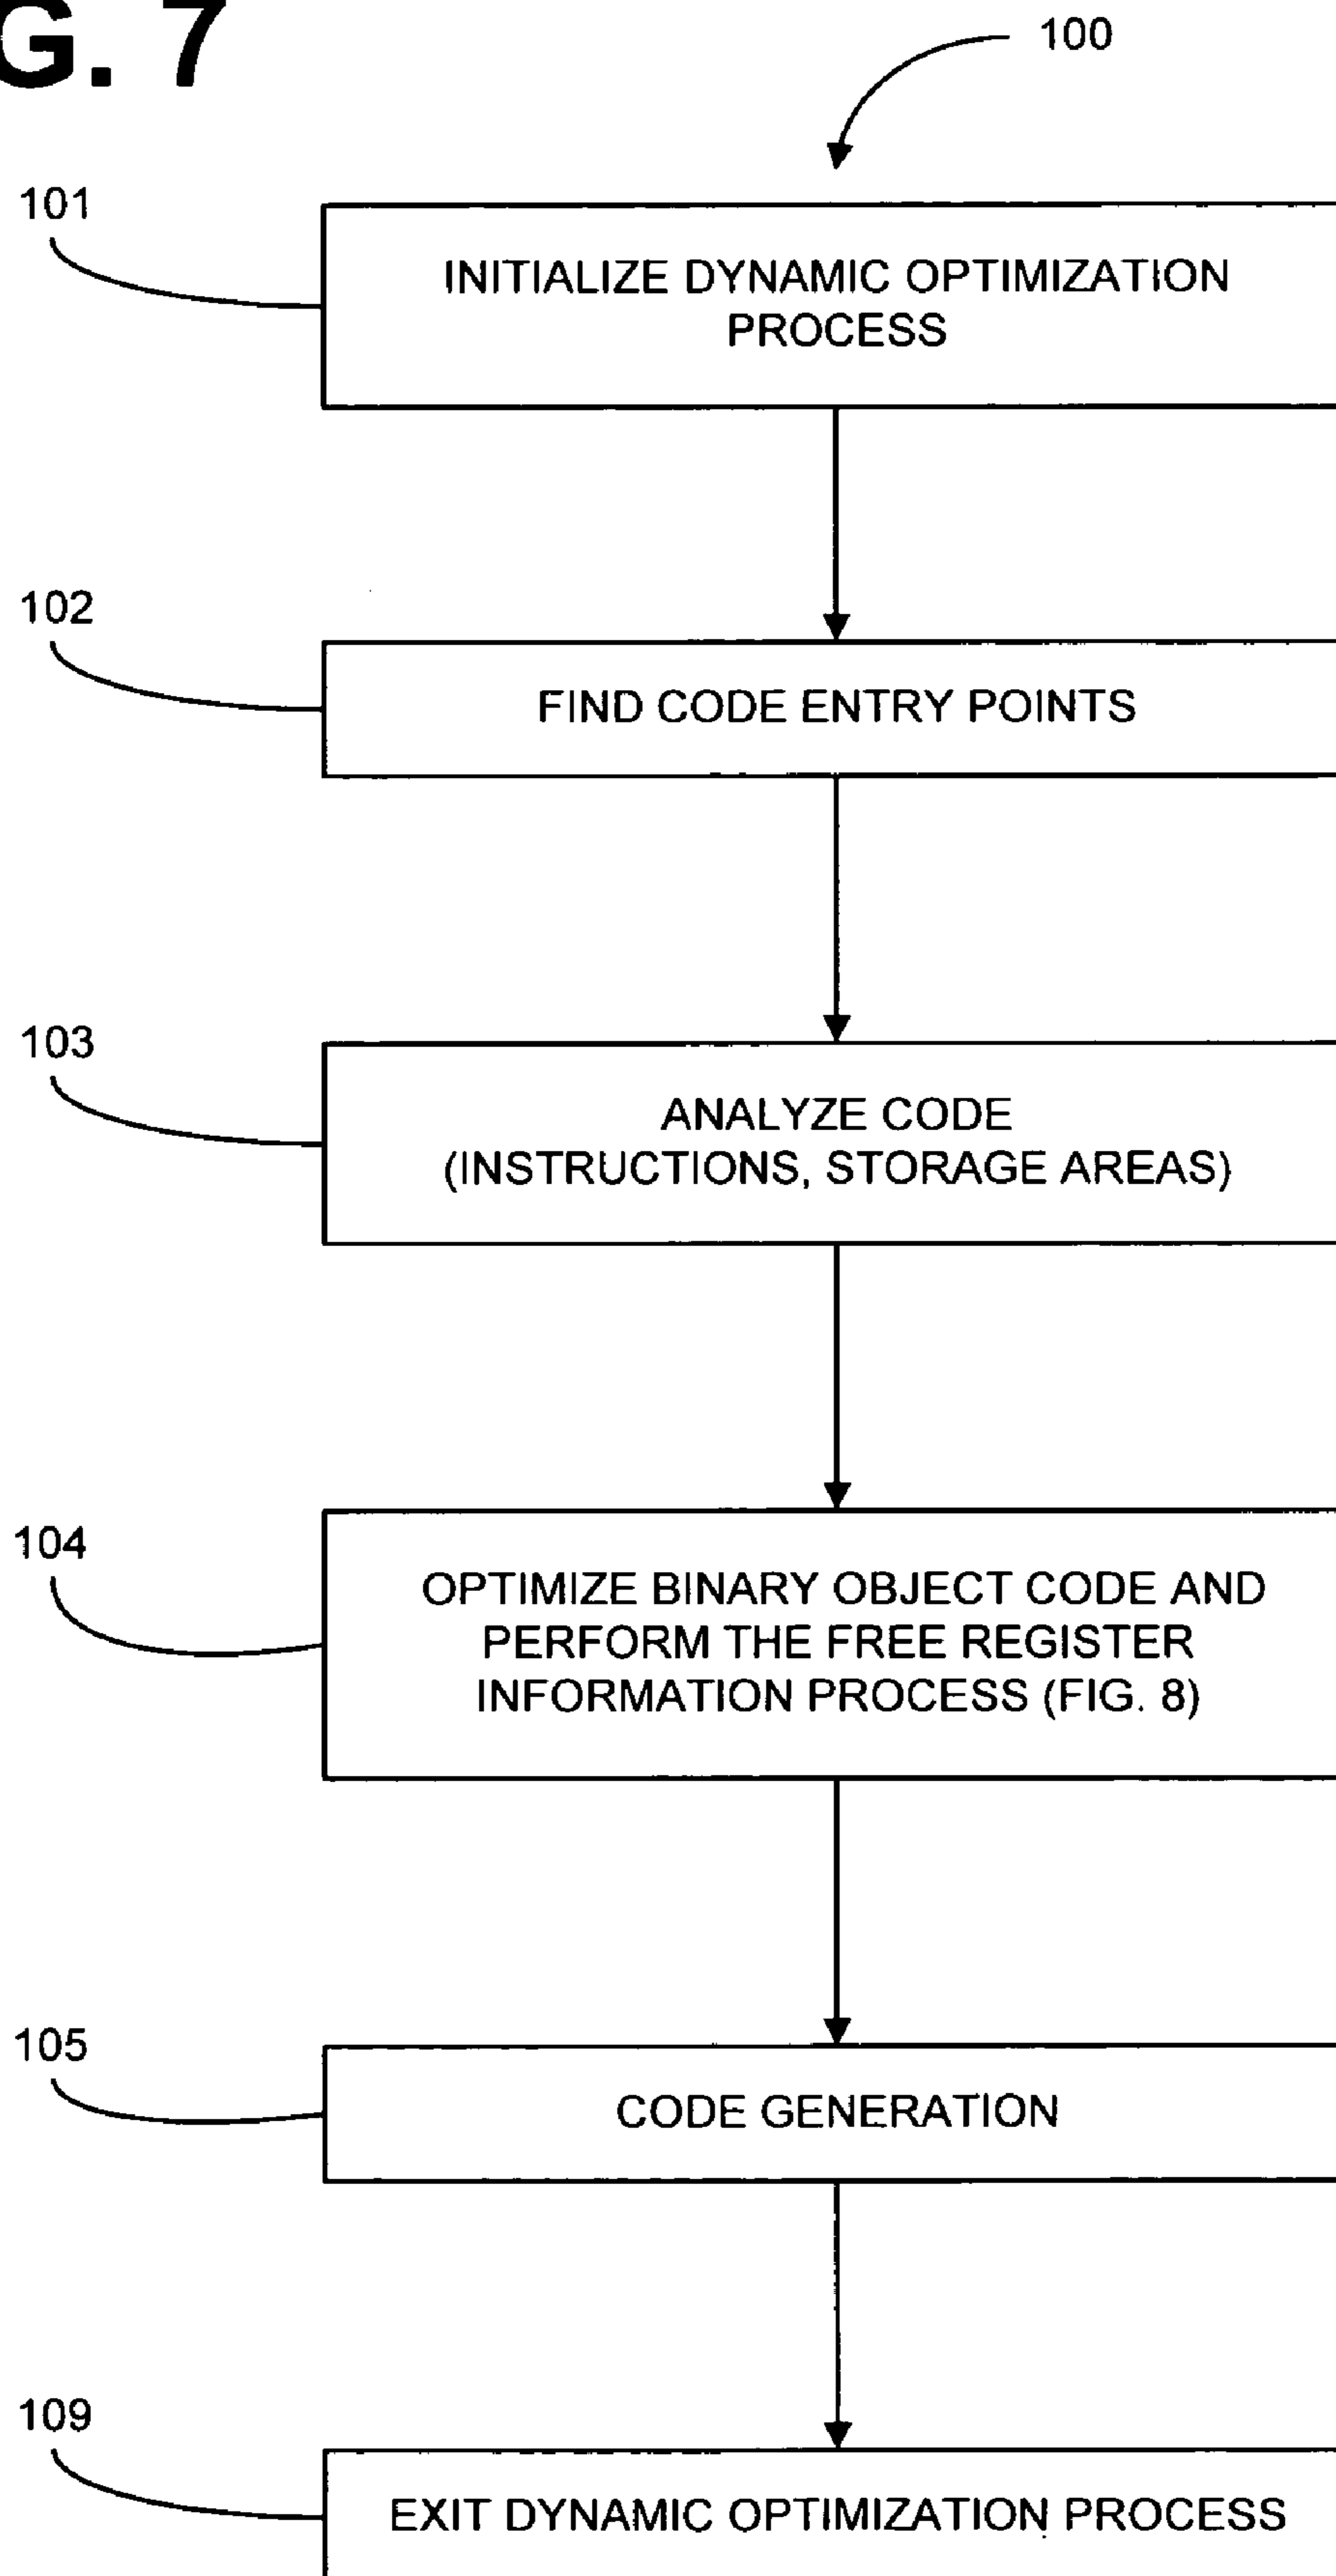 G. 7
100
101
INITIALIZE DYNAMIC OPTIMIZATION
PROCESS
102
FIND CODE ENTRY POINTS
103
ANALYZE CODE
(INSTRUCTIONS, STORAGE AREAS)
104
OPTIMIZE BINARY OBJECT CODE AND
PERFORM THE FREE REGISTER
INFORMATION PROCESS (FIG. 8)
105
CODE GENERATION
109
EXIT DYNAMIC OPTIMIZATION PROCESS